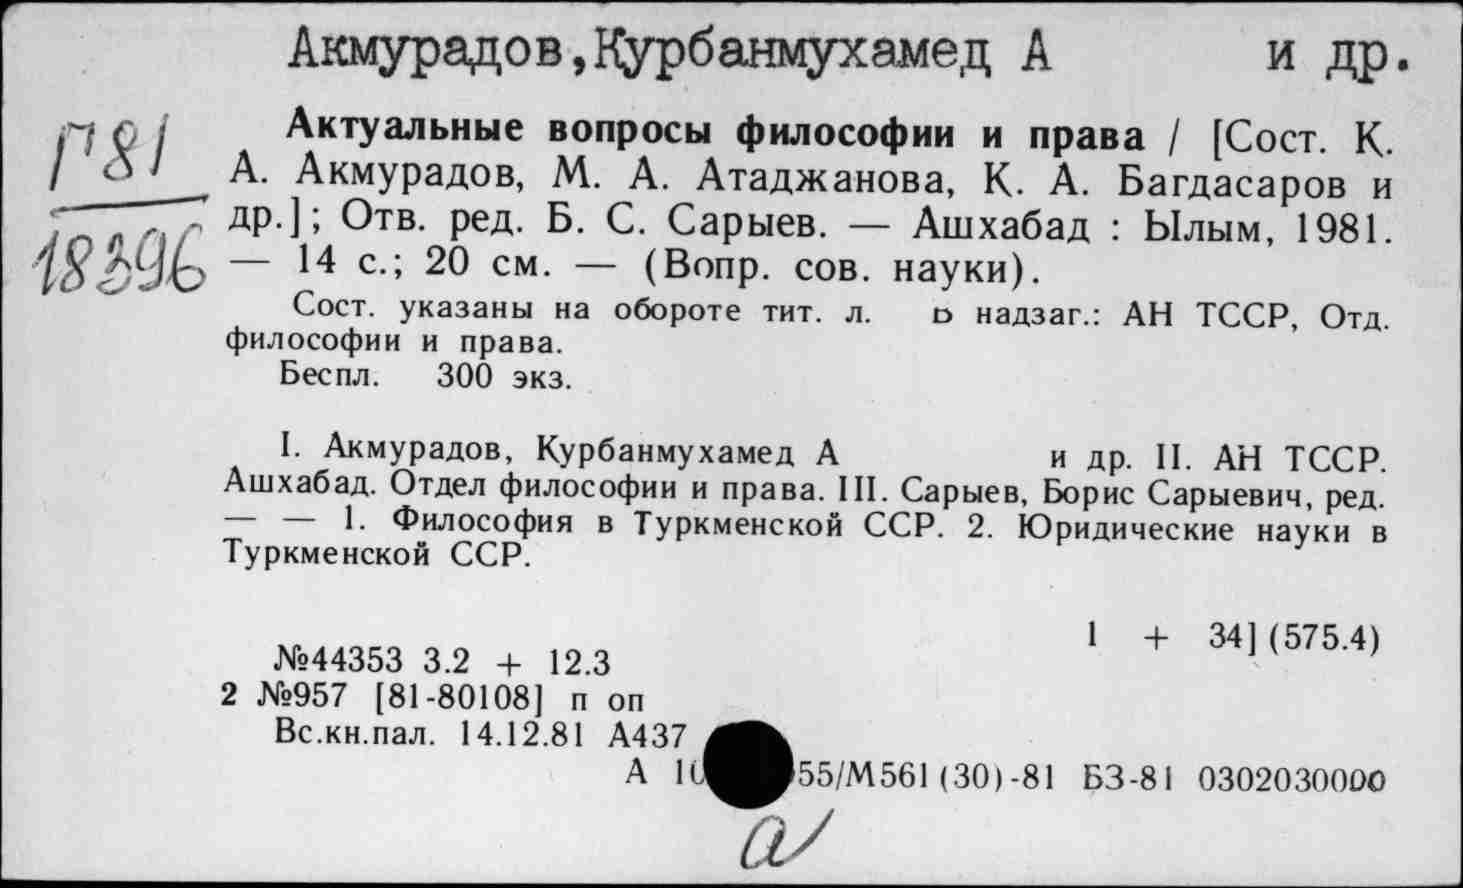 Акмурадов, Курбанмухамед А и др.
Г81
18396
Актуальные вопросы философии и права / [Сост. К.
А. Акмурадов, М. А. Атаджанова, К. А. Багдасаров и
др.]; Отв. ред. Б. С. Сарыев. — Ашхабад : Ылым, 1981.
— 14 с.; 20 см. — (Вопр. сов. науки).
Сост. указаны на обороте тит. л. в надзаг.: АН ТССР, Отд.
философии и права.
Беспл. 300 экз.
I. Акмурадов, Курбанмухамед А и др. II. АН ТССР.
Ашхабад. Отдел философии и права. III. Сарыев, Борис Сарыевич, ред.
— — 1. Философия в Туркменской ССР. 2. Юридические науки в
Туркменской ССР.
1 + 34] (575.4)
№44353 3.2 + 12.3
2 №957 [81-80108] п оп
Вс.кн.пал. 14.12.81 А437
А 55/М561(30)-81 БЗ-81 0302030000